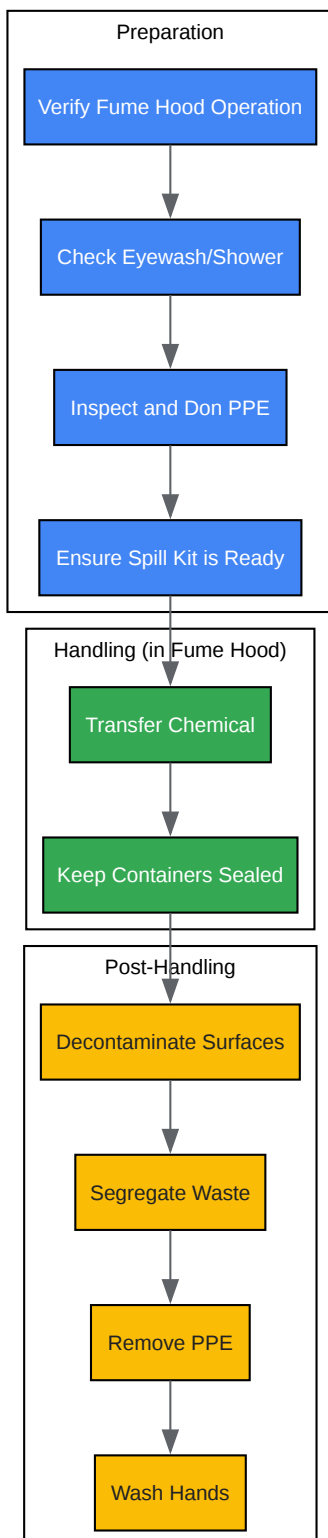 Preparation
Verify Fume Hood Operation
Check Eyewash/Shower
Inspect and Don PPE
Ensure Spill Kit is Ready
Handling (in Fume Hood)
Transfer Chemical
Keep Containers Sealed
Post-Handling
Decontaminate Surfaces
Segregate Waste
Remove PPE
Wash Hands